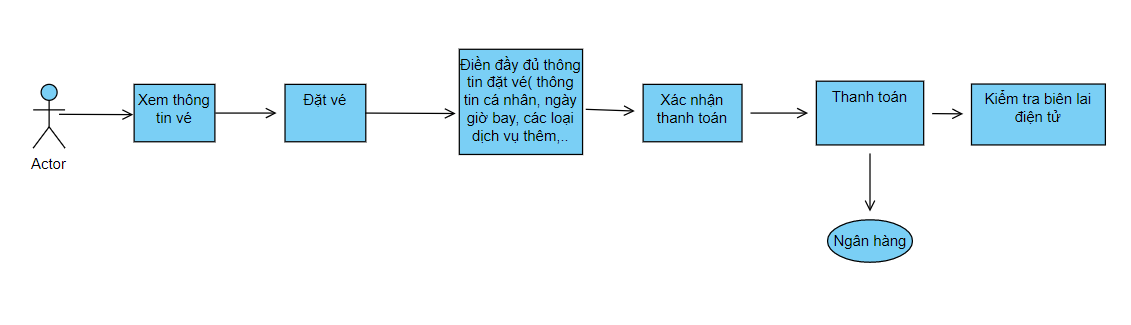 Actor
Xem thông
tin vé
Đặt vé
Điền đầy đủ thông
tin đặt vé( thông
tin cá nhân, ngày
giờ bay, các loại
dịch vụ thêm,..
Xác nhận
thanh toán
Thanh toán
Kiểm tra biên lai
điện tử
Ngân hàng